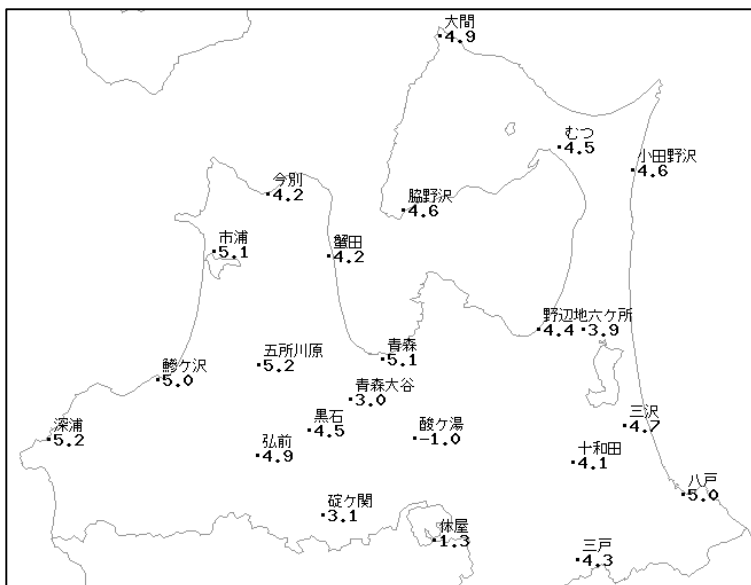 大間
4.9
むつ
4.5
小田野沢
4.6
今別
4.2
脇野沢
4.6
市浦
5.1
蟹田
4.2
野辺地
4.4
六ケ所
3.9
青森
5.1
五所川原
5.2
鰺ケ沢
5.0
青森大谷
3.0
深浦
5.2
黒石
4.5
酸ケ湯
-1.0
三沢
4.7
弘前
4.9
十和田
4.1
八戸
5.0
碇ケ関
3.1
休屋
1.3
三戸
4.3